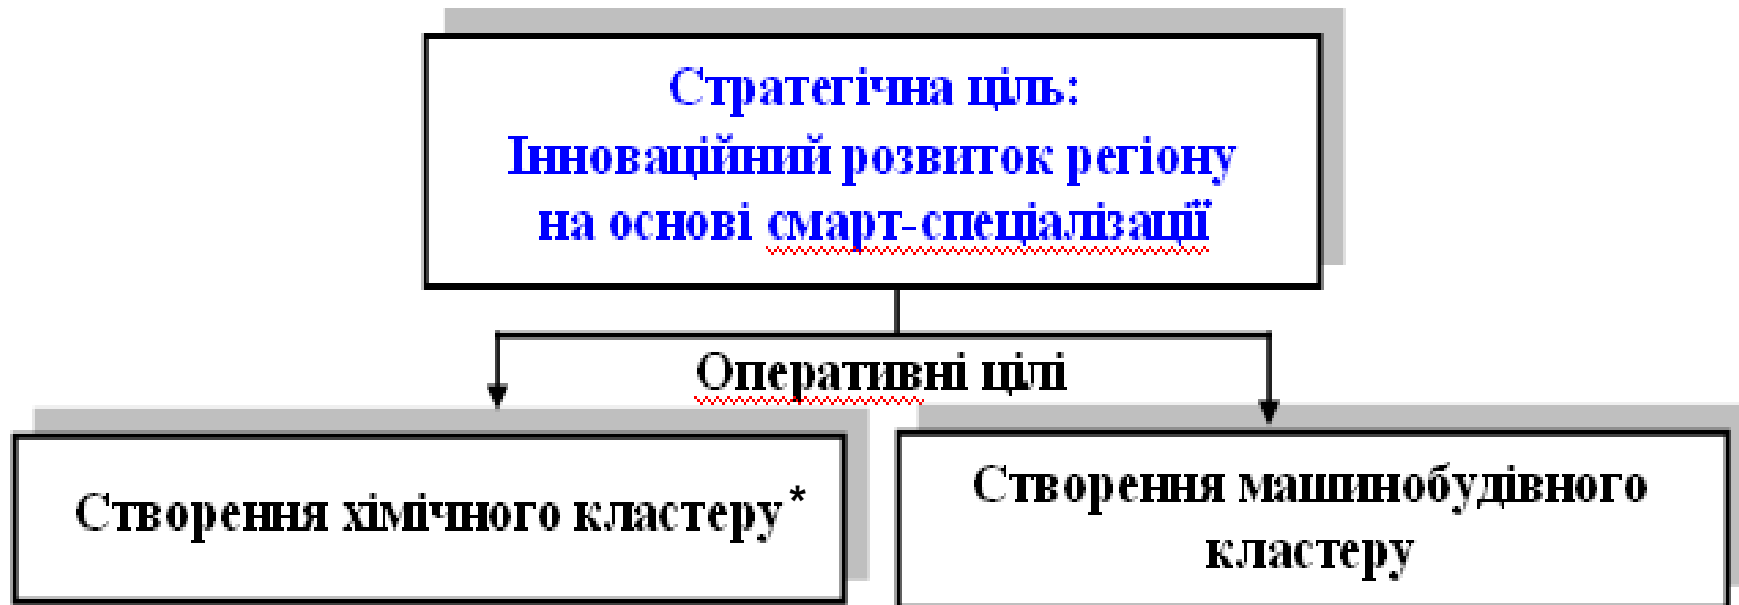 Стратегічна ціль:
Інноваційний розвиток регіону
на основі смарт-спеціалізації
Оперативні цілі
Створення хімічного кластеру*
Створення машинобудівного
кластеру